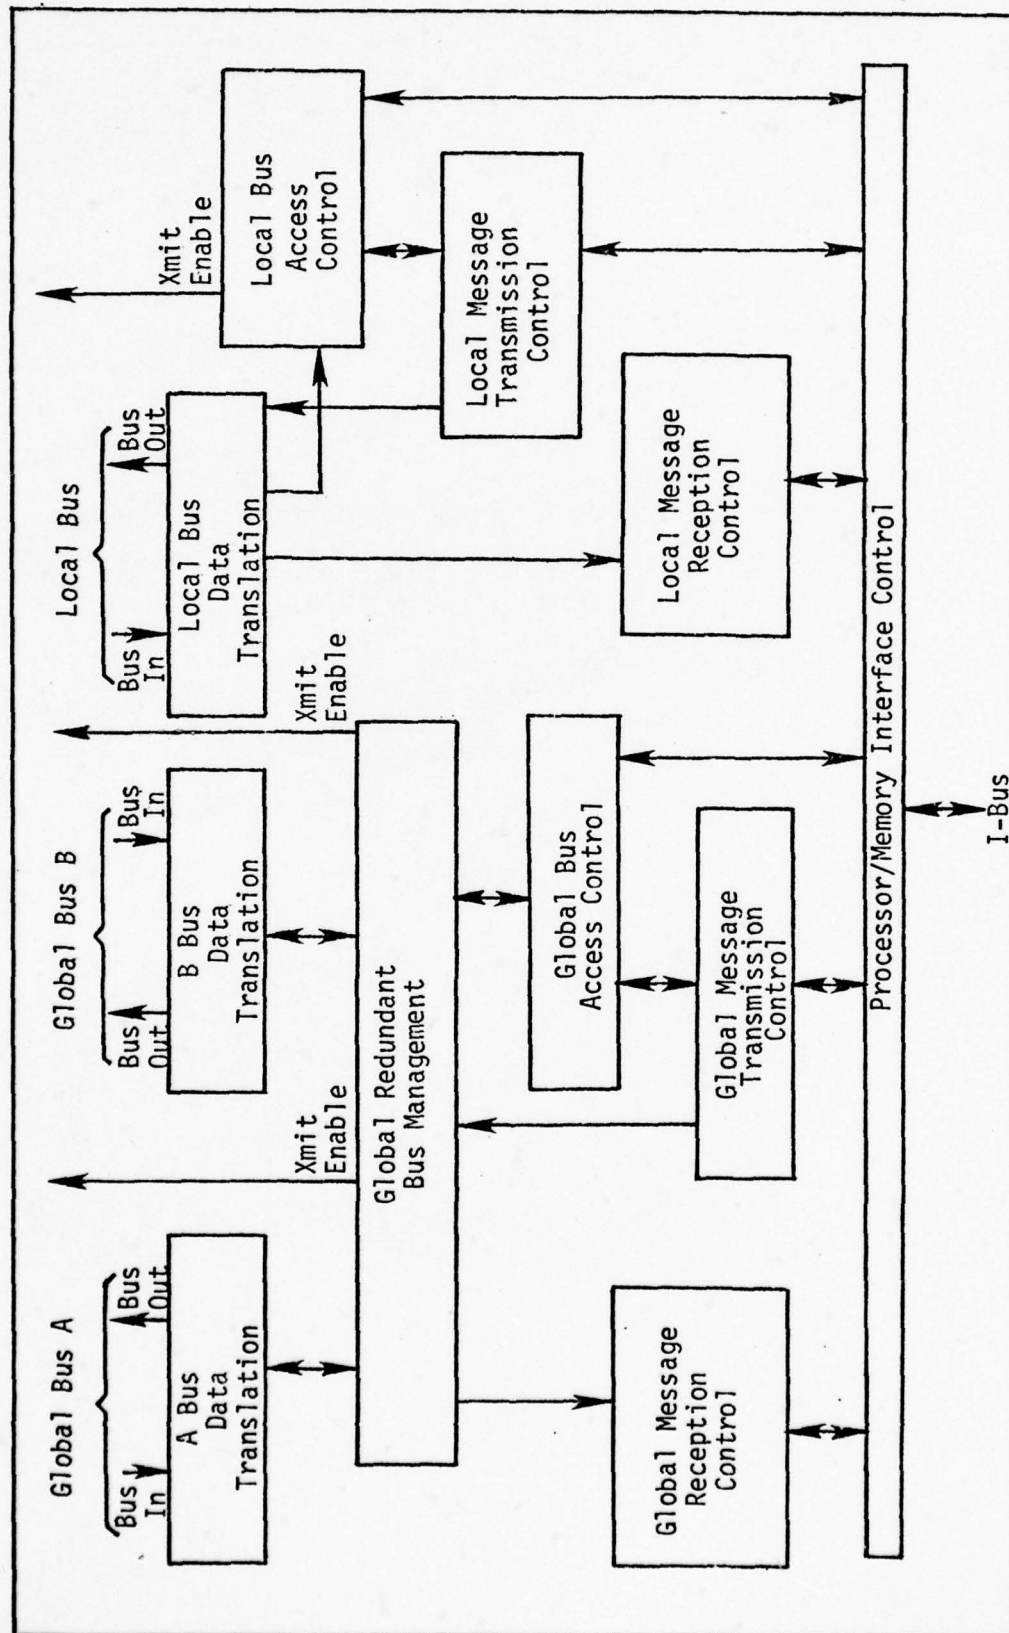 Global Bus A
Bus
In
Bus
Out
A Bus
Data
Translation
Xmit
Enable
Global Bus B
Bus
Out
Bus
In
B Bus
Data
Translation
Xmit
Enable
Local Bus
Bus
In
Bus
Out
Local Bus
Data
Translation
Xmit
Enable
Local Bus
Access
Control
Global Redundant
Bus Management
Global Bus
Access Control
Local Message
Transmission
Control
Global Message
Reception
Control
Global Message
Transmission
Control
Local Message
Reception
Control
Processor/Memory Interface Control
I-Bus